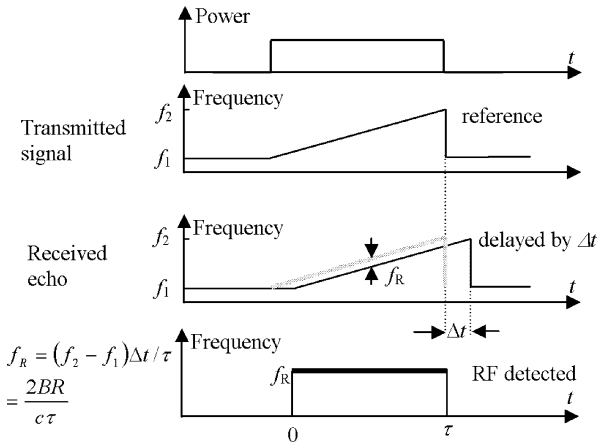 Power
t
Frequency
f2
Transmitted signal
f1
reference
t
Frequency
f2
Received echo
f1
fR
delayed by Δt
t
Δt
Frequency
fR = (f2 − f1)Δt / τ
= 2BR / cτ
fR
RF detected
t
0
τ